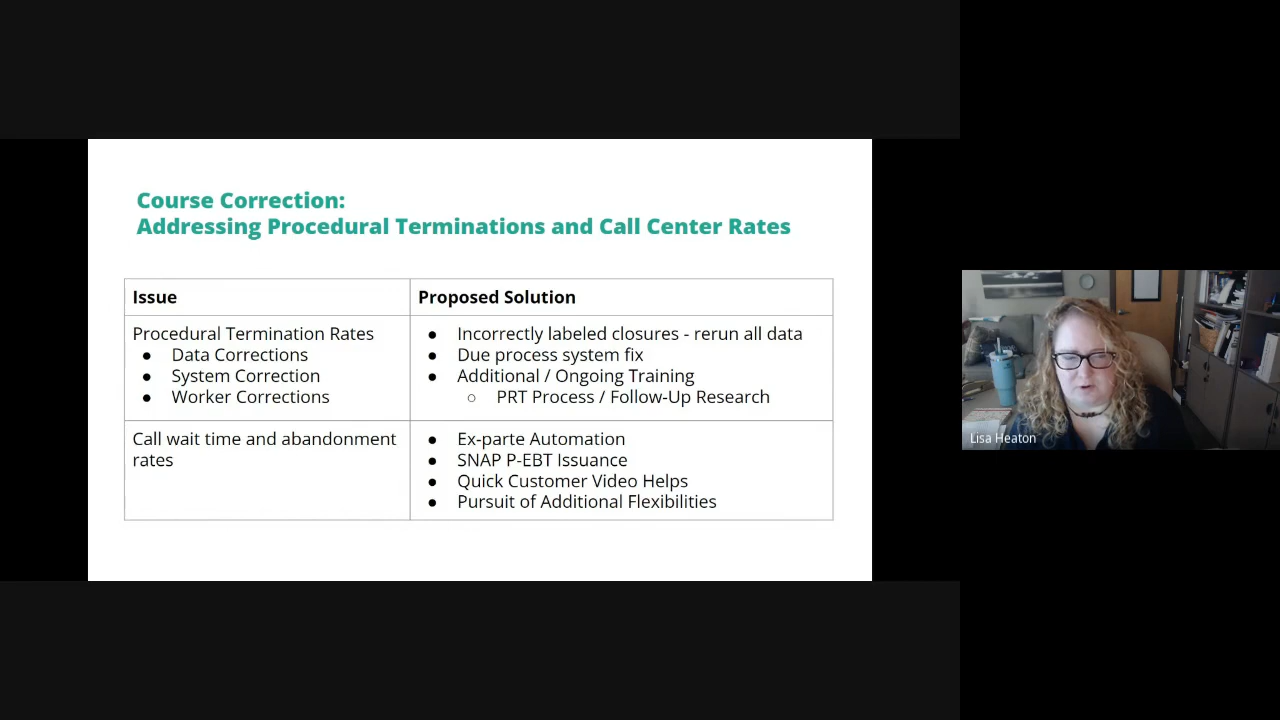 Course Correction:
Addressing Procedural Terminations and Call Center Rates
Issue
Proposed Solution
Procedural Termination Rates
● Data Corrections
● System Correction
● Worker Corrections
● Incorrectly labeled closures - rerun all data
● Due process system fix
● Additional / Ongoing Training
○ PRT Process / Follow-Up Research
Call wait time and abandonment
rates
● Ex-parte Automation
● SNAP P-EBT Issuance
● Quick Customer Video Helps
● Pursuit of Additional Flexibilities
Lisa Heaton